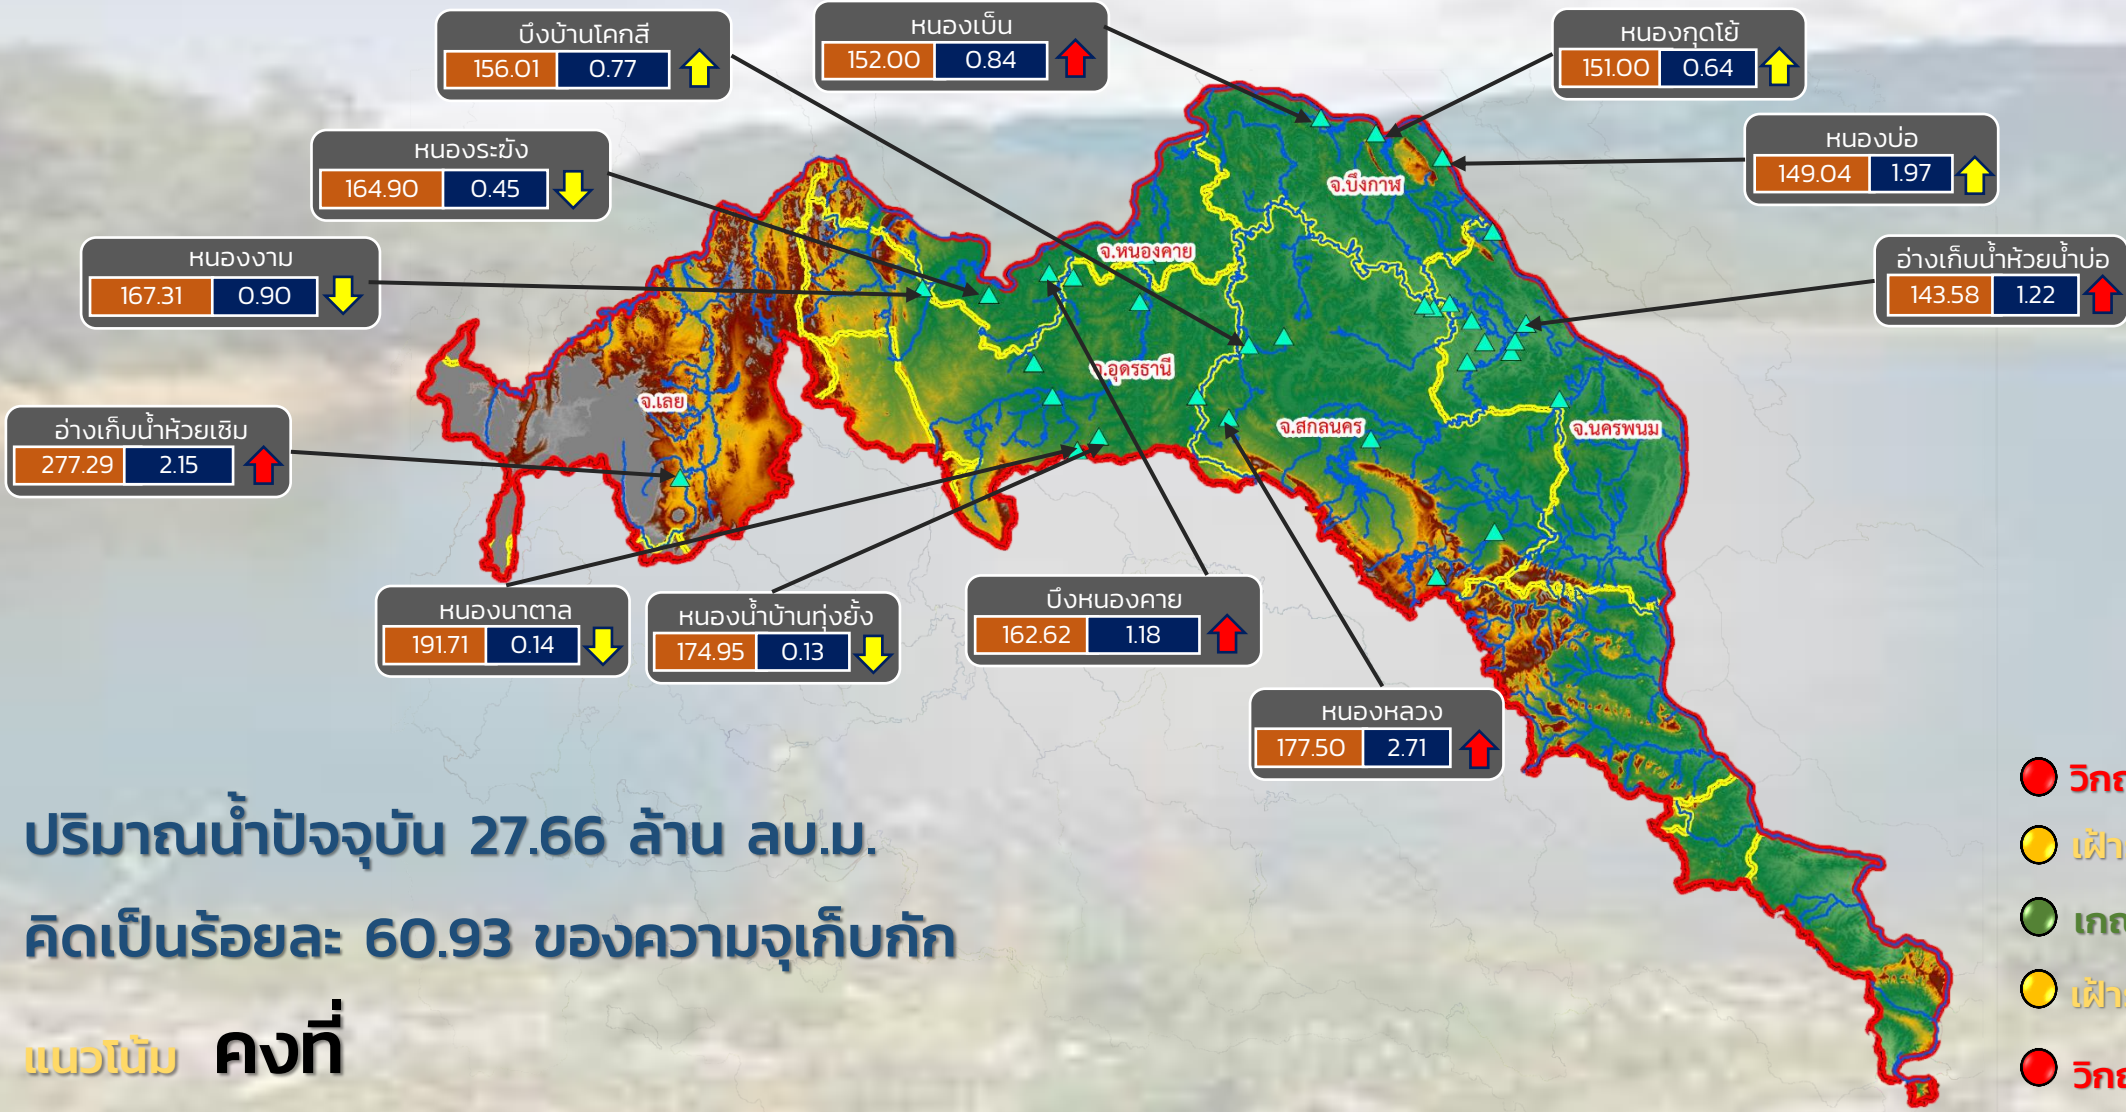 บึงบ้านโคกสี
156.01 0.77
หนองเบ็น
152.00 0.84
หนองกุดโย้
151.00 0.64
หนองบ่อ
149.04 1.97
หนองระฆัง
164.90 0.45
จ.บึงกาฬ
จ.หนองคาย
หนองงาม
167.31 0.90
อ่างเก็บน้ำห้วยน้ำบ่อ
143.58 1.22
จ.อุดรธานี
จ.เลย
จ.สกลนคร
จ.นครพนม
อ่างเก็บน้ำห้วยเซิม
277.29 2.15
หนองนาตาล
191.71 0.14
หนองน้ำบ้านทุ่งยั้ง
174.95 0.13
บึงหนองคาย
162.62 1.18
หนองหลวง
177.50 2.71
ปริมาณน้ำปัจจุบัน 27.66 ล้าน ลบ.ม.
คิดเป็นร้อยละ 60.93 ของความจุเก็บกัก
แนวโน้ม คงที่